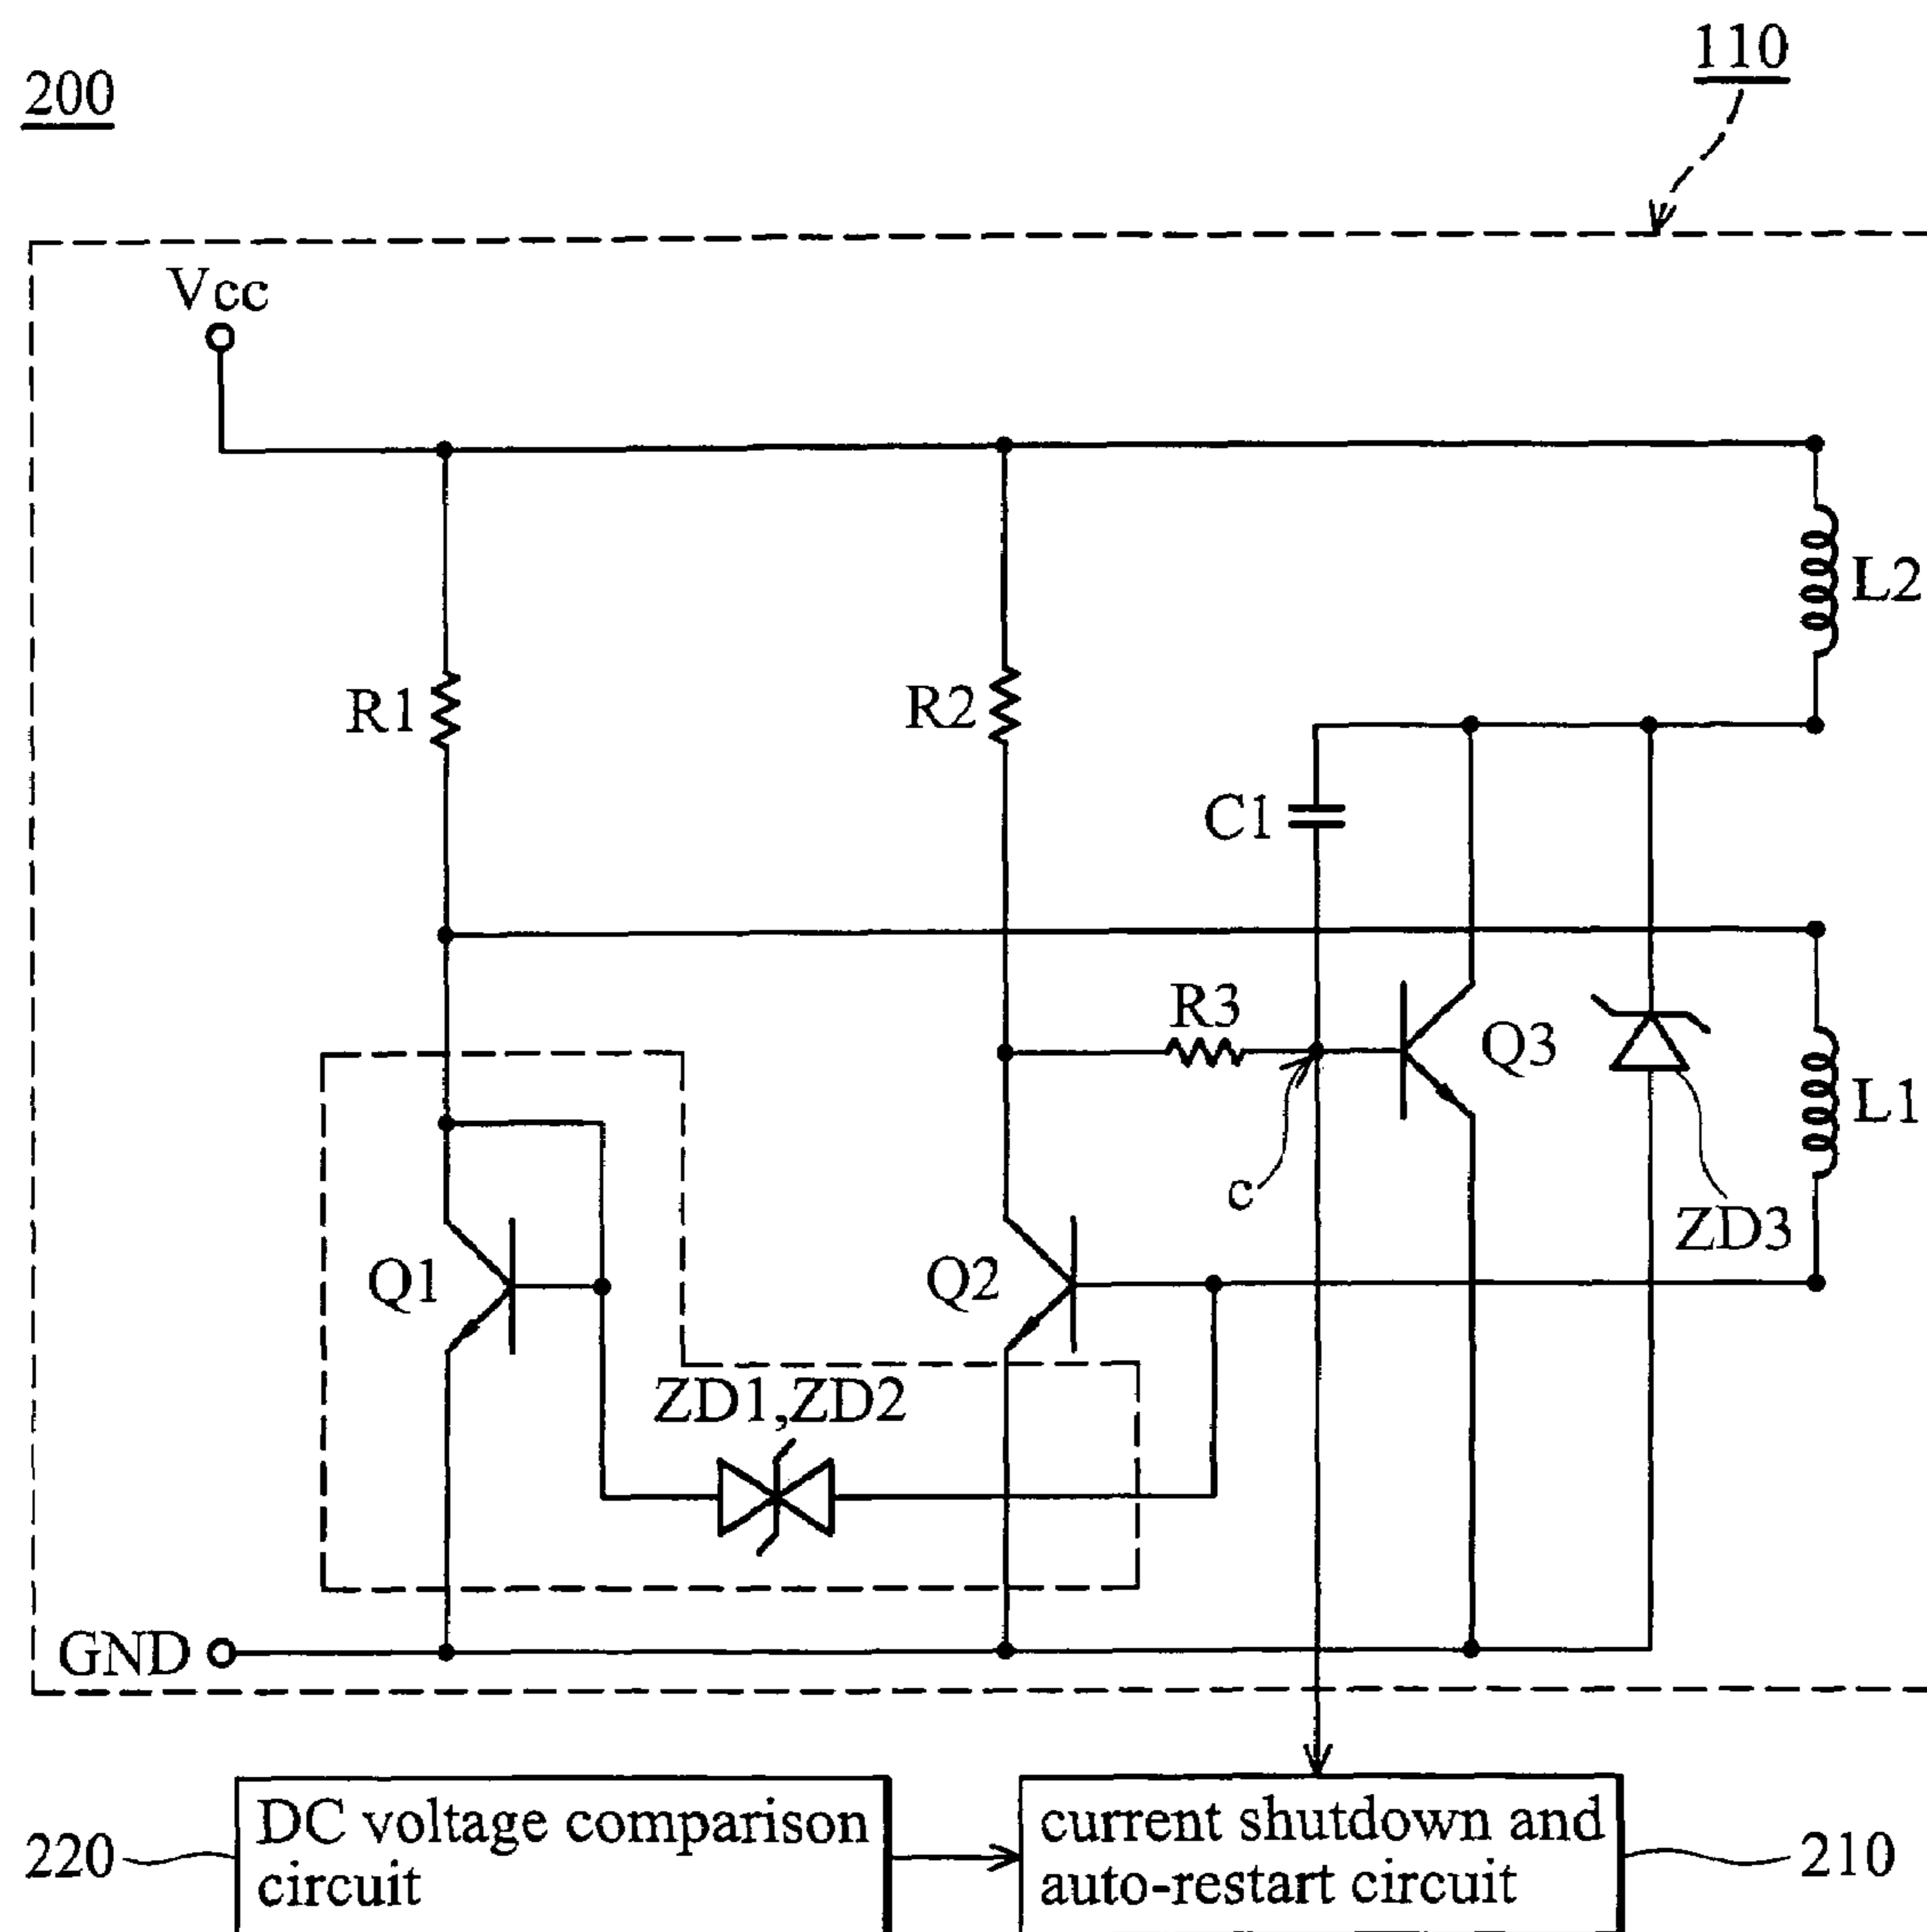 110
200
Vcc
L2
R1
R2
C1
R3
Q3
L1
c
ZD3
Q1
Q2
ZD1,ZD2
GND
DC voltage comparison
circuit
current shutdown and
auto-restart circuit
220
210